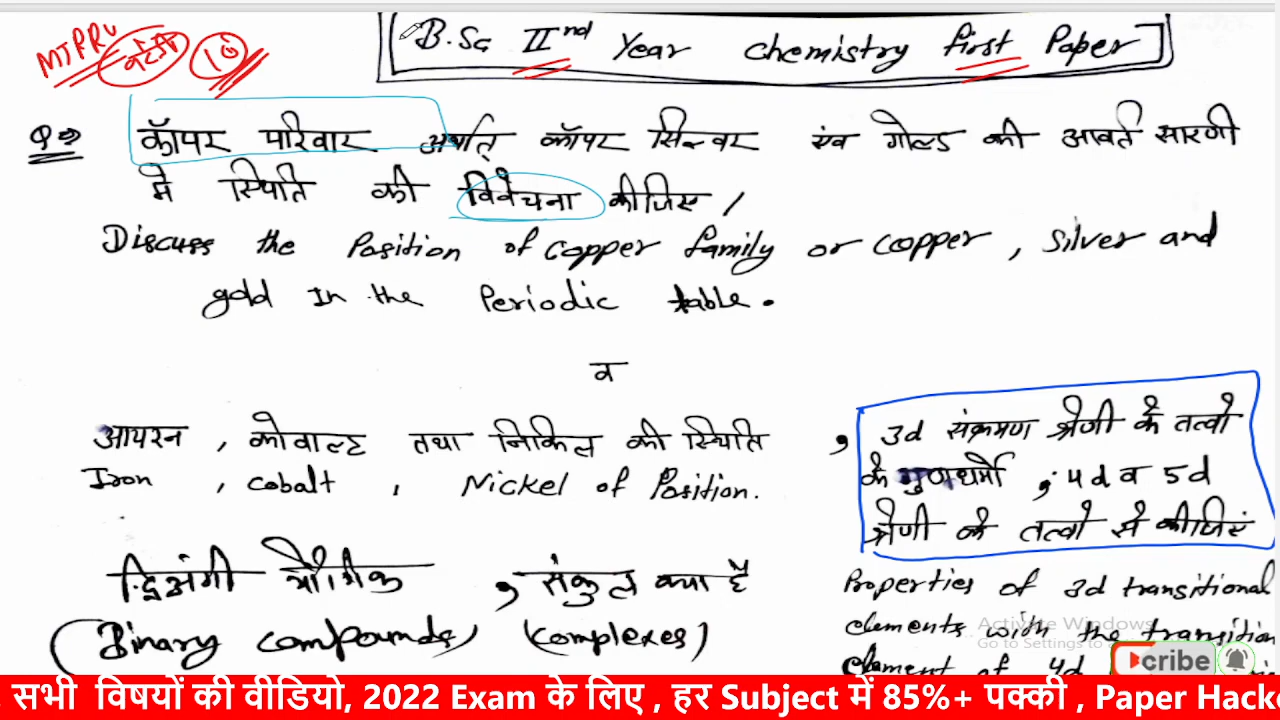 MJPRU
B.Sc IInd Year Chemistry first Paper
Q⇒ कॉपर परिवार अर्थात् कॉपर सिल्वर एंव गोल्ड की आवर्त सारणी
मे स्थिति की विवेचना कीजिए /
Discuss the Position of copper family or copper, silver and
gold In the Periodic table.
व
आयरन , कोवाल्ट तथा निकिल की स्थिति ,
Iron , cobalt , Nickel of Position.
3d संक्रमण श्रेणी के तत्वो
के गुणधर्मो , 4d व 5d
श्रेणी के तत्वो से कीजिएं
द्विअंगी यौगिक , संकुल क्या है
(Binary compounds) (complexes)
Properties of 3d transitional
elements with the transition
element of 4d
Activate Windows
Go to Settings to
cribe
सभी विषयों की वीडियो, 2022 Exam के लिए , हर Subject में 85%+ पक्की , Paper Hack